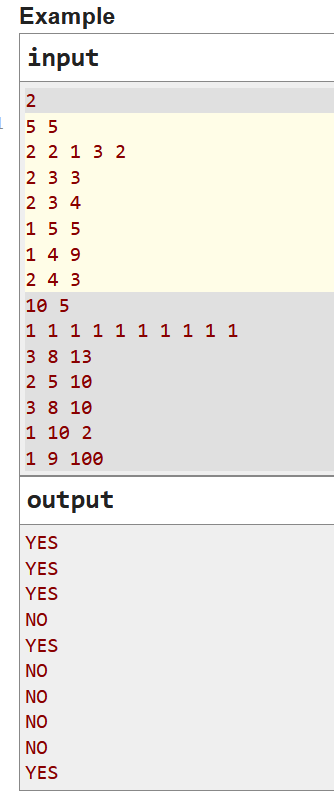 Example
input
2
5 5
2 2 1 3 2
2 3 3
2 3 4
1 5 5
1 4 9
2 4 3
10 5
1 1 1 1 1 1 1 1 1 1
3 8 13
2 5 10
3 8 10
1 10 2
1 9 100
output
YES
YES
YES
NO
YES
NO
NO
NO
NO
YES